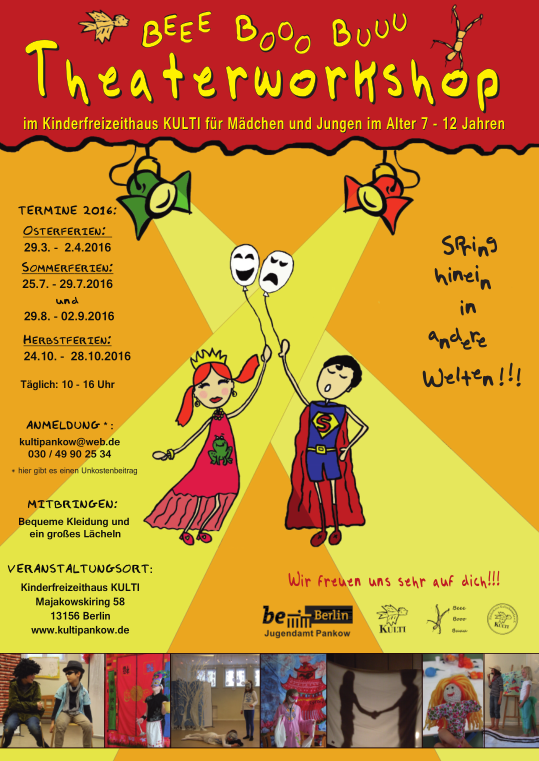 BEEE BOOO BUUU
Theaterworkshop
im Kinderfreizeithaus KULTI für Mädchen und Jungen im Alter 7 - 12 Jahren
TERMINE 2016:
OSTERFERIEN:
29.3. - 2.4.2016
SOMMERFERIEN:
25.7. - 29.7.2016
und
29.8. - 02.9.2016
HERBSTFERIEN:
24.10. - 28.10.2016
Täglich: 10 - 16 Uhr
ANMELDUNG *:
kultipankow@web.de
030 / 49 90 25 34
* hier gibt es einen Unkostenbeitrag
MITBRINGEN:
Bequeme Kleidung und
ein großes Lächeln
VERANSTALTUNGSORT:
Kinderfreizeithaus KULTI
Majakowskiring 58
13156 Berlin
www.kultipankow.de
Spring
hinein
in
andere
Welten!!!
S
Wir freuen uns sehr auf dich!!!
be Berlin
Jugendamt Pankow
KULTI
Beee
Booo
Buuuu
KULTI